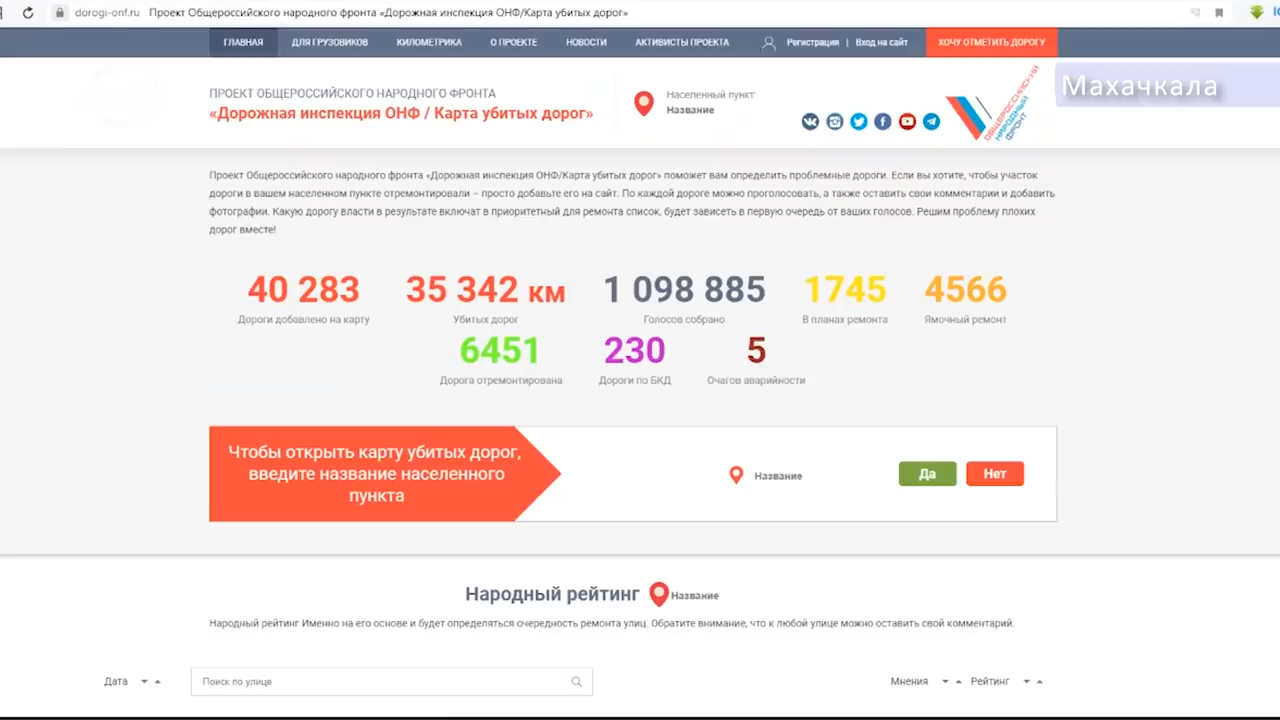 dorogi-onf.ru Проект Общероссийского народного фронта «Дорожная инспекция ОНФ/Карта убитых дорог»
ГЛАВНАЯ ДЛЯ ГРУЗОВИКОВ КИЛОМЕТРИКА О ПРОЕКТЕ НОВОСТИ АКТИВИСТЫ ПРОЕКТА Регистрация | Вход на сайт ХОЧУ ОТМЕТИТЬ ДОРОГУ
Махачкала
ПРОЕКТ ОБЩЕРОССИЙСКОГО НАРОДНОГО ФРОНТА
«Дорожная инспекция ОНФ / Карта убитых дорог»
Населенный пункт:
Название
ОБЩЕРОССИЙСКИЙ
НАРОДНЫЙ
ФРОНТ
Проект Общероссийского народного фронта «Дорожная инспекция ОНФ/Карта убитых дорог» поможет вам определить проблемные дороги. Если вы хотите, чтобы участок
дороги в вашем населенном пункте отремонтировали – просто добавьте его на сайт. По каждой дороге можно проголосовать, а также оставить свои комментарии и добавить
фотографии. Какую дорогу власти в результате включат в приоритетный для ремонта список, будет зависеть в первую очередь от ваших голосов. Решим проблему плохих
дорог вместе!
40 283 35 342 км 1 098 885 1745 4566
Дороги добавлено на карту Убитых дорог Голосов собрано В планах ремонта Ямочный ремонт
6451 230 5
Дорога отремонтирована Дороги по БКД Очагов аварийности
Чтобы открыть карту убитых дорог,
введите название населенного
пункта
Название Да Нет
Народный рейтинг Название
Народный рейтинг Именно на его основе и будет определяться очередность ремонта улиц. Обратите внимание, что к любой улице можно оставить свой комментарий.
Дата Поиск по улице Мнения Рейтинг